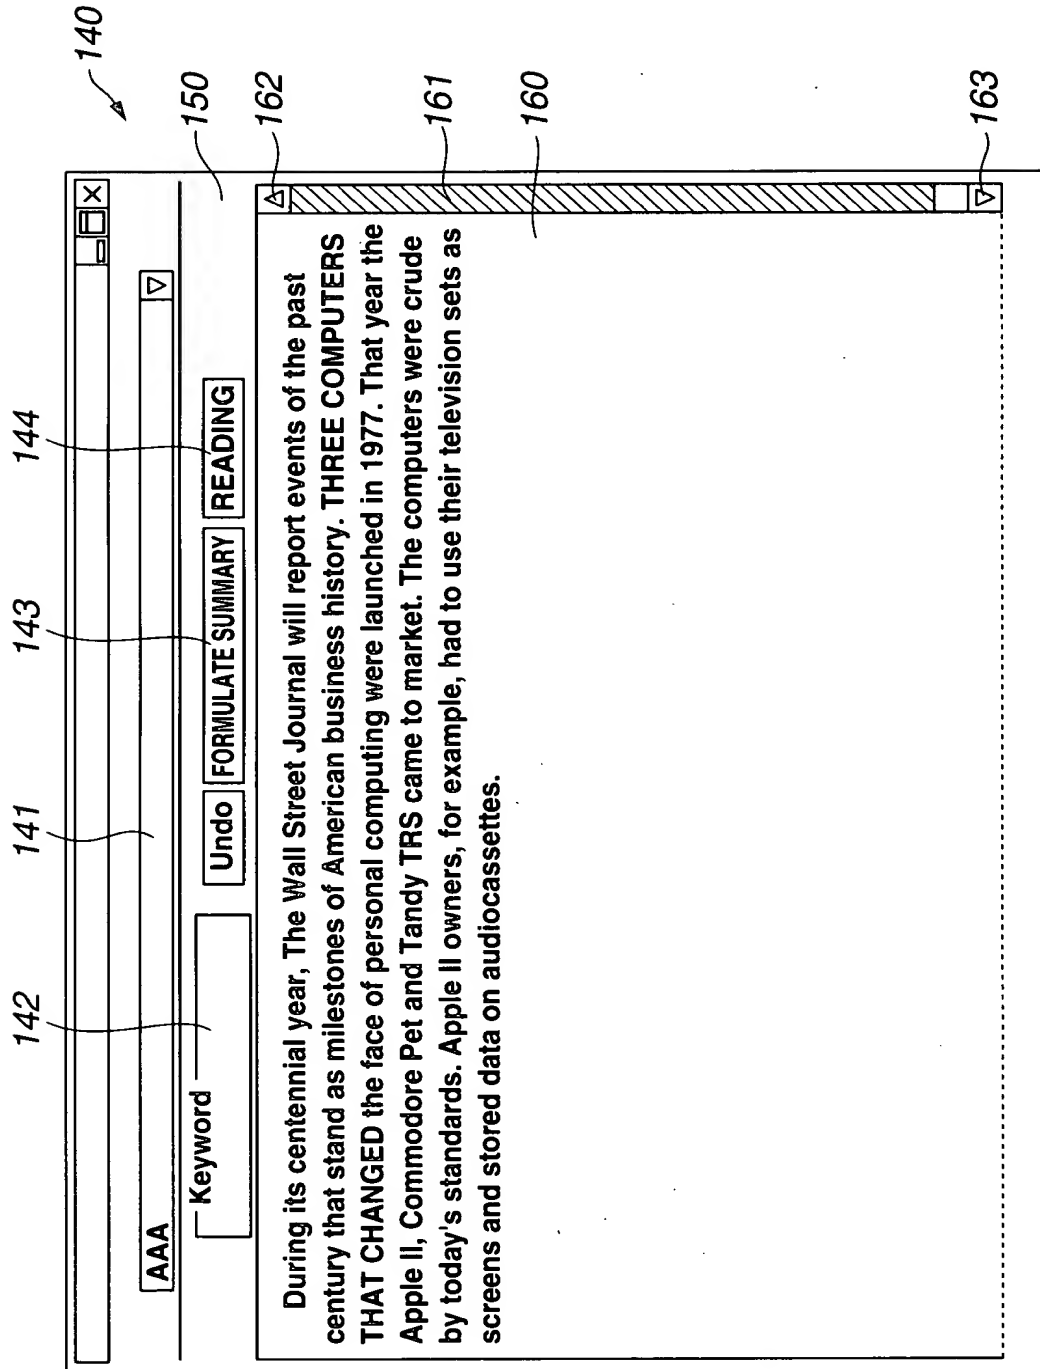 140
144
143
141
142
AAA
150
Keyword
Undo
FORMULATE SUMMARY
READING
162
161
160
163
During its centennial year, The Wall Street Journal will report events of the past
century that stand as milestones of American business history. THREE COMPUTERS
THAT CHANGED the face of personal computing were launched in 1977. That year the
Apple II, Commodore Pet and Tandy TRS came to market. The computers were crude
by today's standards. Apple II owners, for example, had to use their television sets as
screens and stored data on audiocassettes.